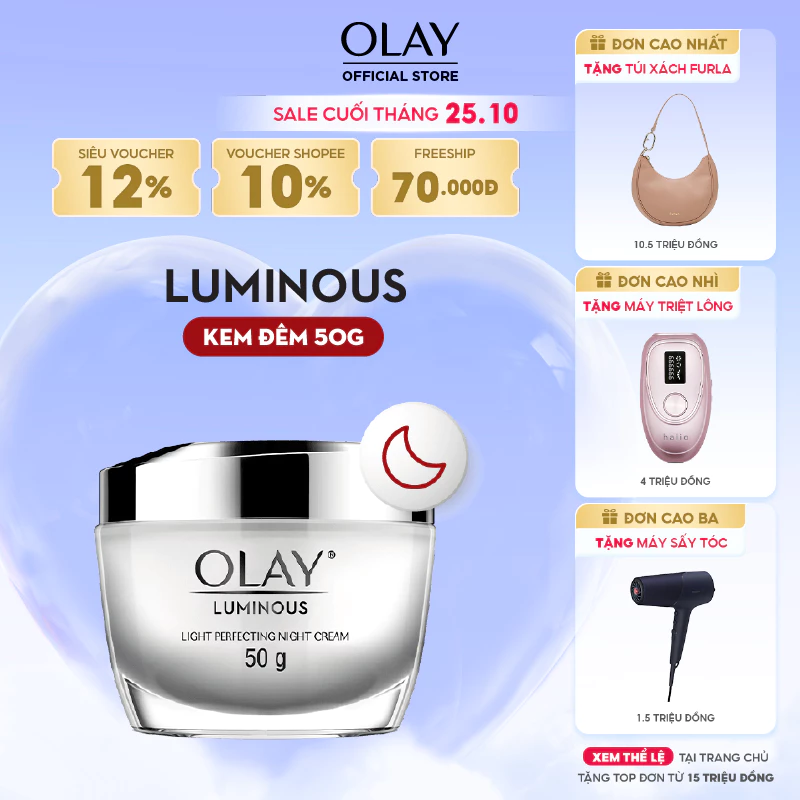 OLAY
OFFICIAL STORE
SALE CUỐI THÁNG 25.10
SIÊU VOUCHER
12%
VOUCHER SHOPEE
10%
FREESHIP
70.000Đ
LUMINOUS
KEM ĐÊM 50G
OLAY®
LUMINOUS
LIGHT PERFECTING NIGHT CREAM
50 g
ĐƠN CAO NHẤT
TẶNG TÚI XÁCH FURLA
10.5 TRIỆU ĐỒNG
ĐƠN CAO NHÌ
TẶNG MÁY TRIỆT LÔNG
halio
4 TRIỆU ĐỒNG
ĐƠN CAO BA
TẶNG MÁY SẤY TÓC
1.5 TRIỆU ĐỒNG
XEM THỂ LỆ TẠI TRANG CHỦ
TẶNG TOP ĐƠN TỪ 15 TRIỆU ĐỒNG